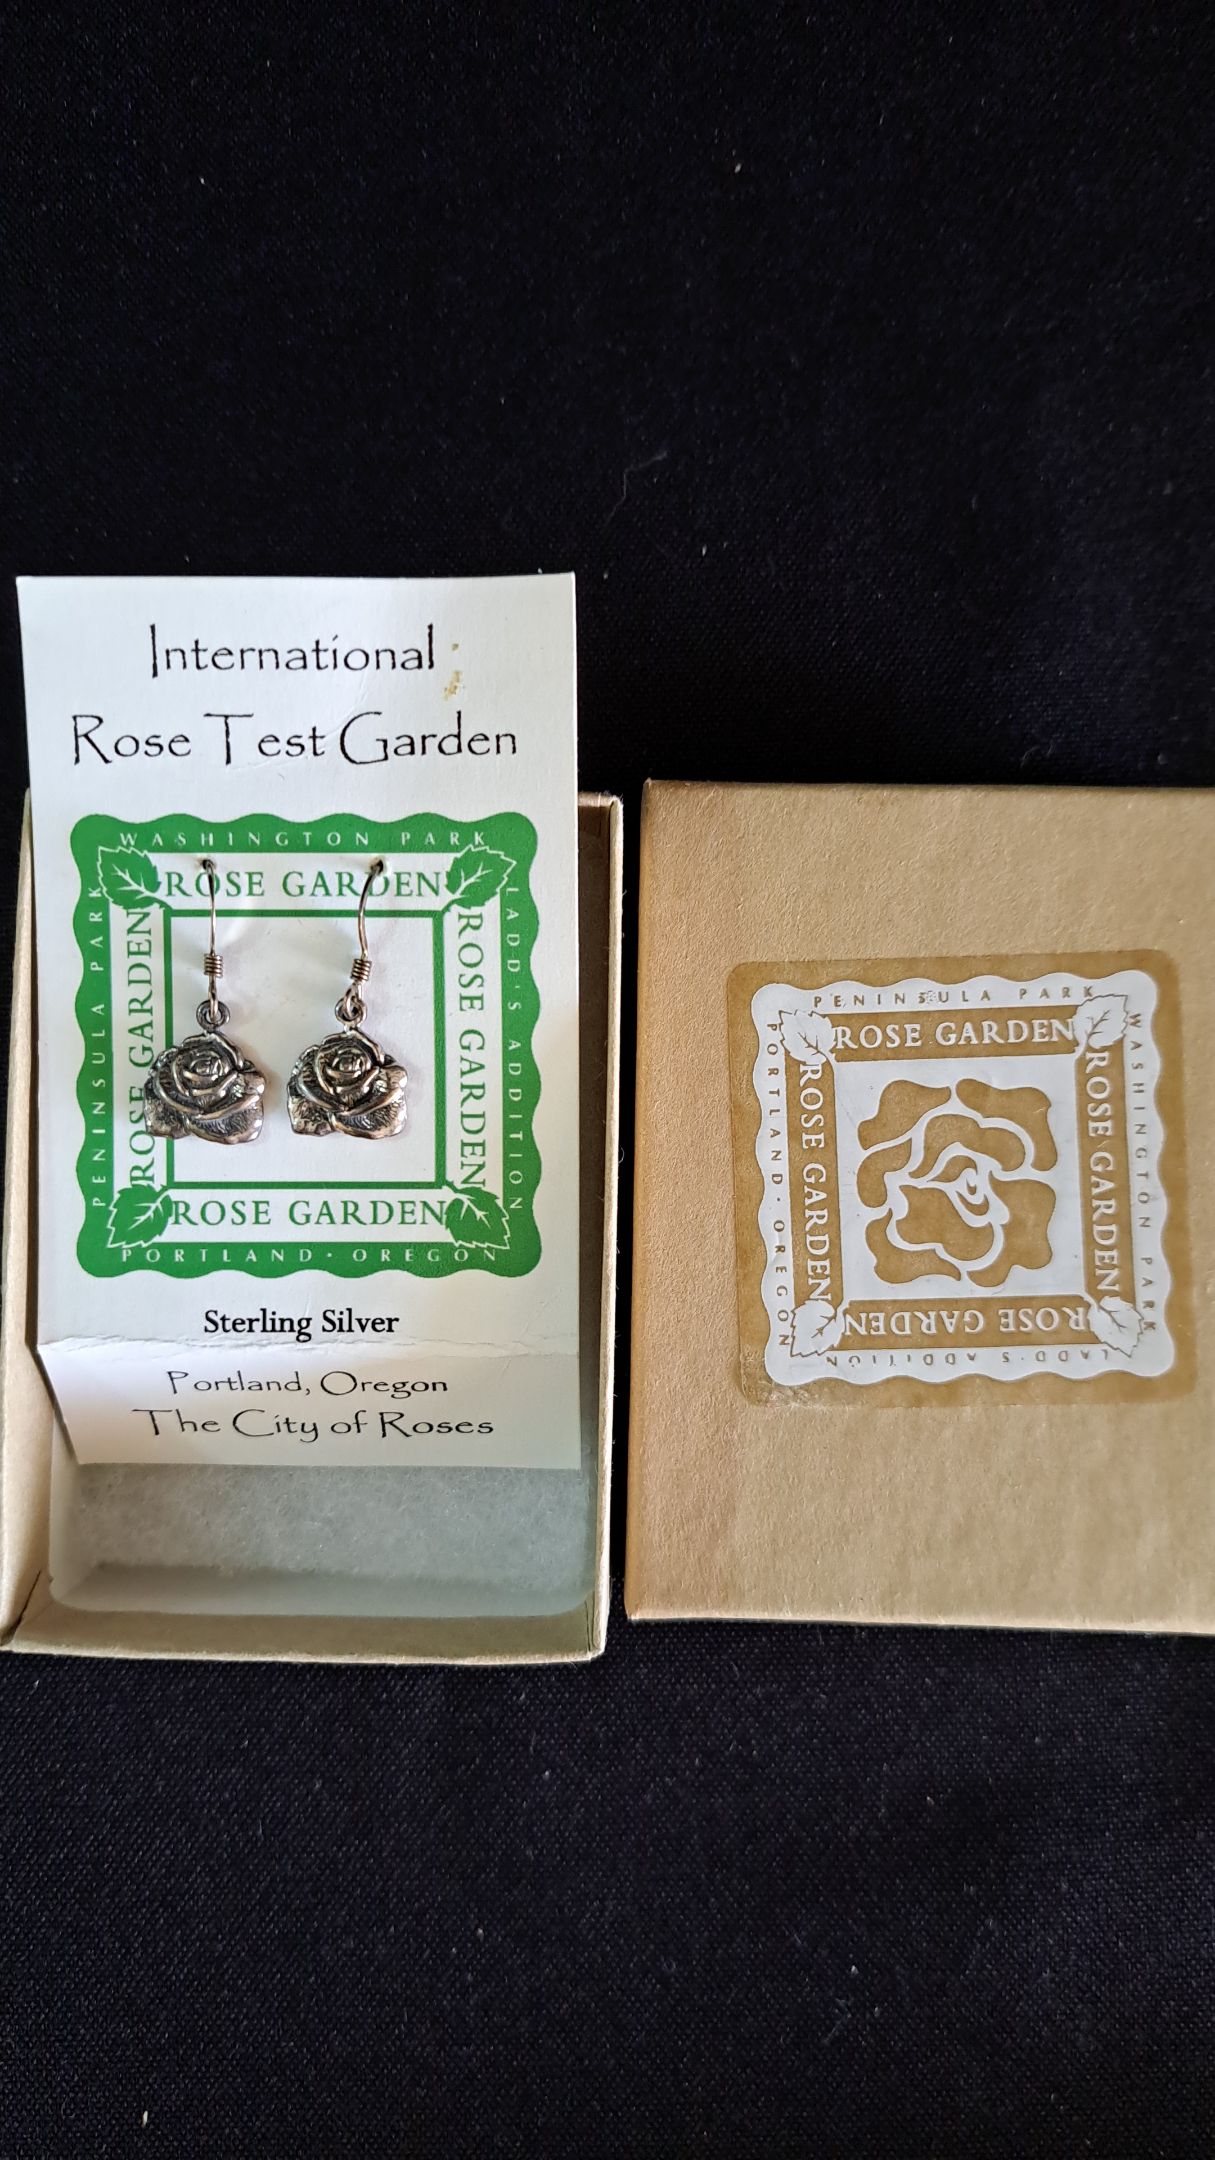 International
Rose Test Garden
WASHINGTON PARK
ROSE GARDEN
PENINSULA PARK
ROSE GARDEN
ROSE GARDEN
LADD'S ADDITION
ROSE GARDEN
PORTLAND · OREGON
Sterling Silver
Portland, Oregon
The City of Roses
PENINSULA PARK
ROSE GARDEN
PORTLAND · OREGON
ROSE GARDEN
ROSE GARDEN
WASHINGTON PARK
ROSE GARDEN
LADD'S ADDITION